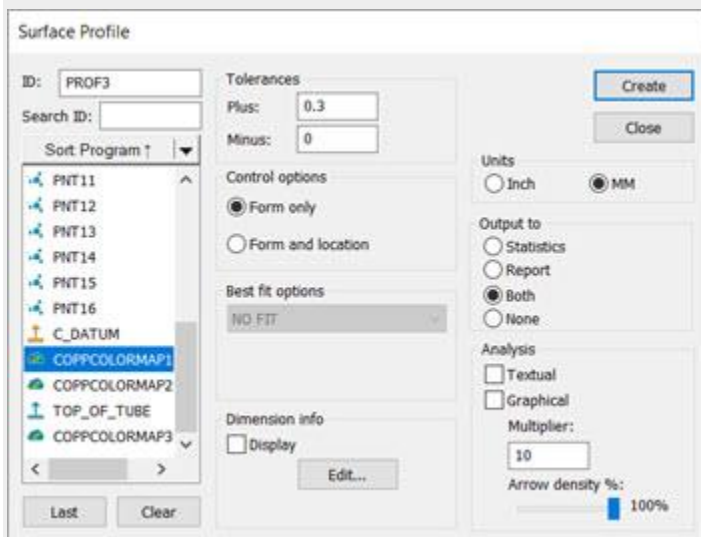 Surface Profile
ID: PROF3
Search ID:
Sort Program ↑
PNT11
PNT12
PNT13
PNT14
PNT15
PNT16
C_DATUM
COPPCOLORMAP1
COPPCOLORMAP2
TOP_OF_TUBE
COPPCOLORMAP3
Last Clear
Tolerances
Plus: 0.3
Minus: 0
Control options
Form only
Form and location
Best fit options
NO FIT
Dimension info
Display
Edit...
Create
Close
Units
Inch MM
Output to
Statistics
Report
Both
None
Analysis
Textual
Graphical
Multiplier:
10
Arrow density %:
100%